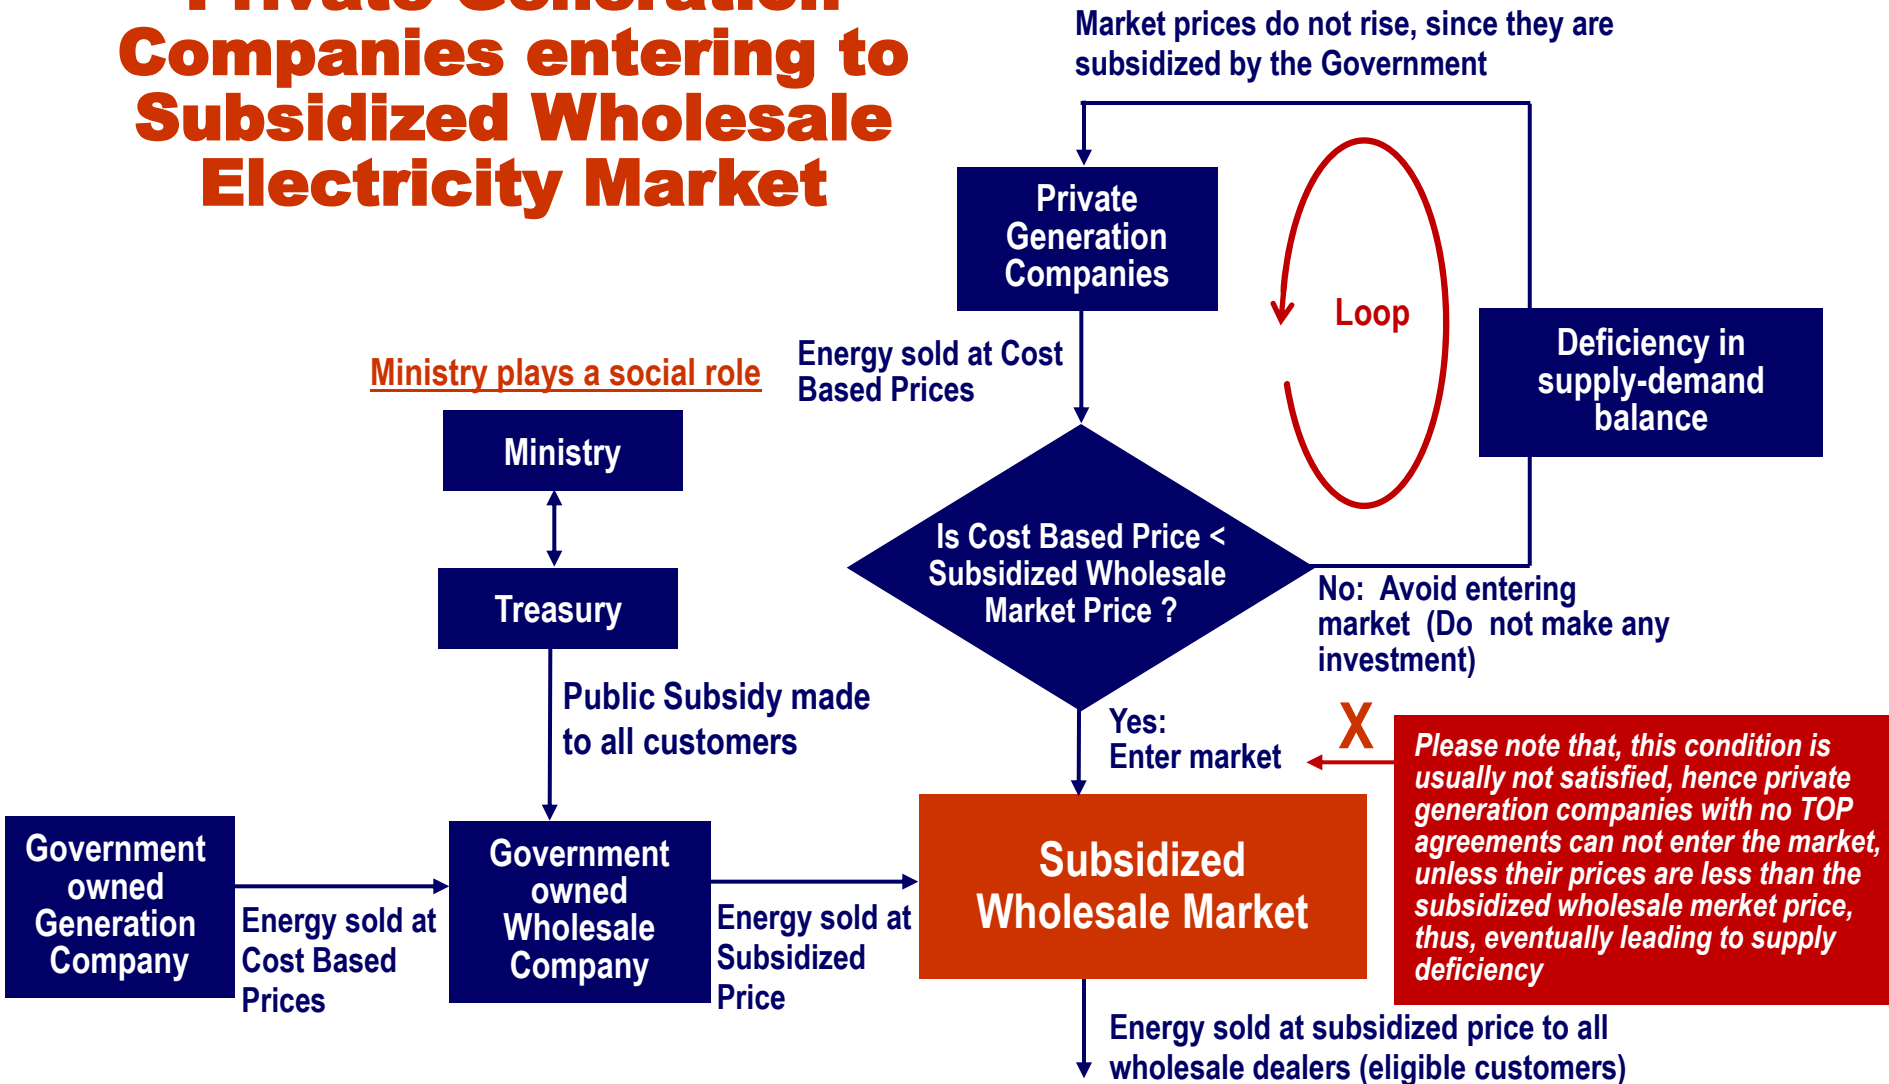 Private Generation
Companies entering to
Subsidized Wholesale
Electricity Market
Market prices do not rise, since they are
subsidized by the Government
Private
Generation
Companies
Loop
Deficiency in
supply-demand
balance
Energy sold at Cost
Based Prices
Ministry plays a social role
Ministry
Treasury
Is Cost Based Price <
Subsidized Wholesale
Market Price ?
No:  Avoid entering
market  (Do  not make any
investment)
Public Subsidy made
to all customers
Yes:
Enter market
X
Please note that, this condition is
usually not satisfied, hence private
generation companies with no TOP
agreements can not enter the market,
unless their prices are less than the
subsidized wholesale merket price,
thus, eventually leading to supply
deficiency
Government
owned
Generation
Company
Energy sold at
Cost Based
Prices
Government
owned
Wholesale
Company
Energy sold at
Subsidized
Price
Subsidized
Wholesale Market
Energy sold at subsidized price to all
wholesale dealers (eligible customers)